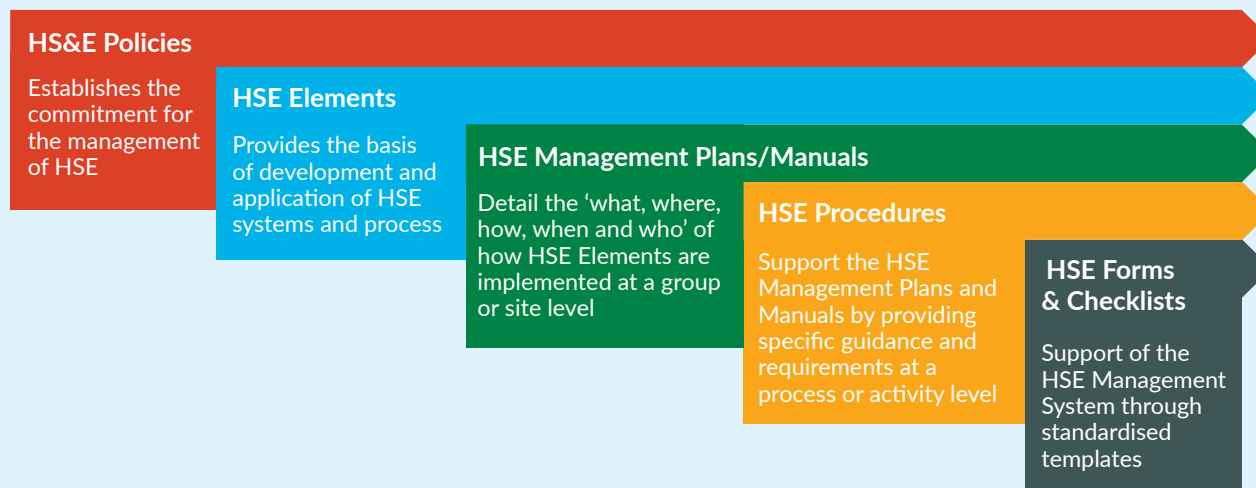 HS&E Policies
Establishes the
commitment for
the management
of HSE
HSE Elements
Provides the basis
of development and
application of HSE
systems and process
HSE Management Plans/Manuals
Detail the ‘what, where,
how, when and who’ of
how HSE Elements are
implemented at a group
or site level
HSE Procedures
Support the HSE
Management Plans and
Manuals by providing
specific guidance and
requirements at a
process or activity level
HSE Forms
& Checklists
Support of the
HSE Management
System through
standardised
templates